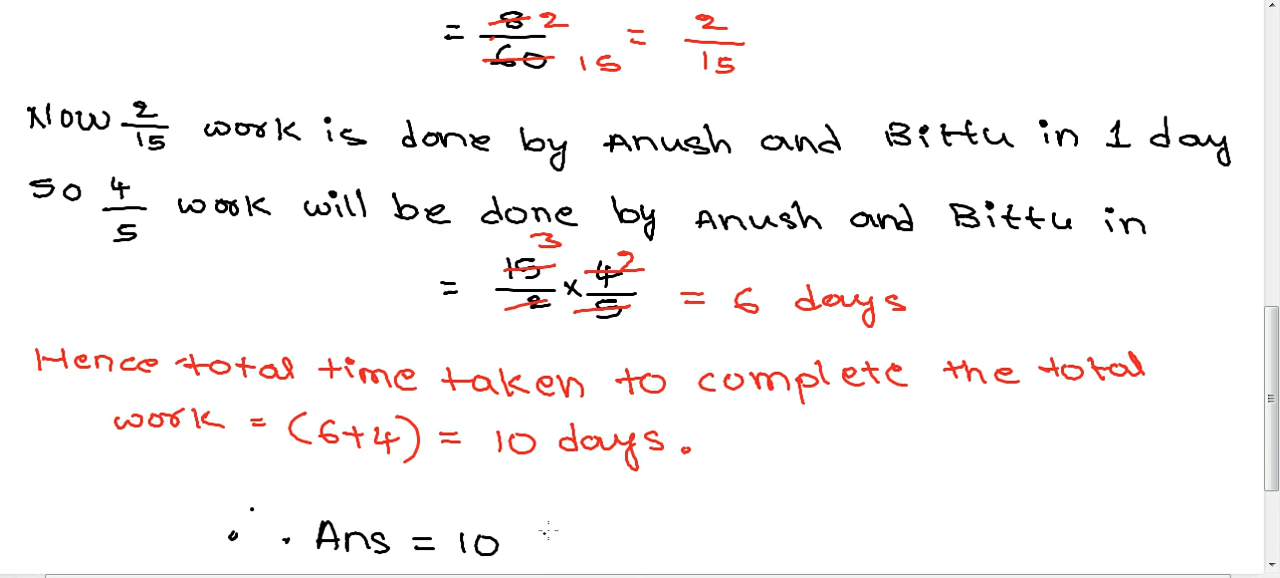 = 8 2 / 60 15 = 2/15
Now 2/15 work is done by Anush and Bittu in 1 day
So 4/5 work will be done by Anush and Bittu in
= 15 3 / 2 × 4 2 / 5 = 6 days
Hence total time taken to complete the total
work = (6+4) = 10 days.
∴ Ans = 10